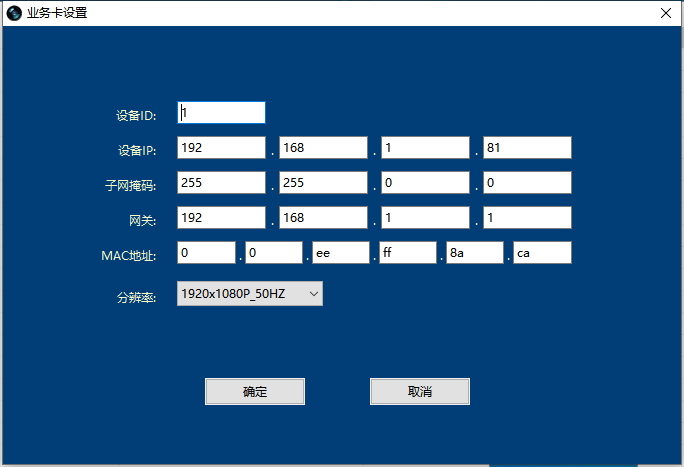 业务卡设置
设备ID: 1
设备IP: 192 . 168 . 1 . 81
子网掩码: 255 . 255 . 0 . 0
网关: 192 . 168 . 1 . 1
MAC地址: 0 . 0 . ee . ff . 8a . ca
分辨率: 1920x1080P_50HZ
确定 取消